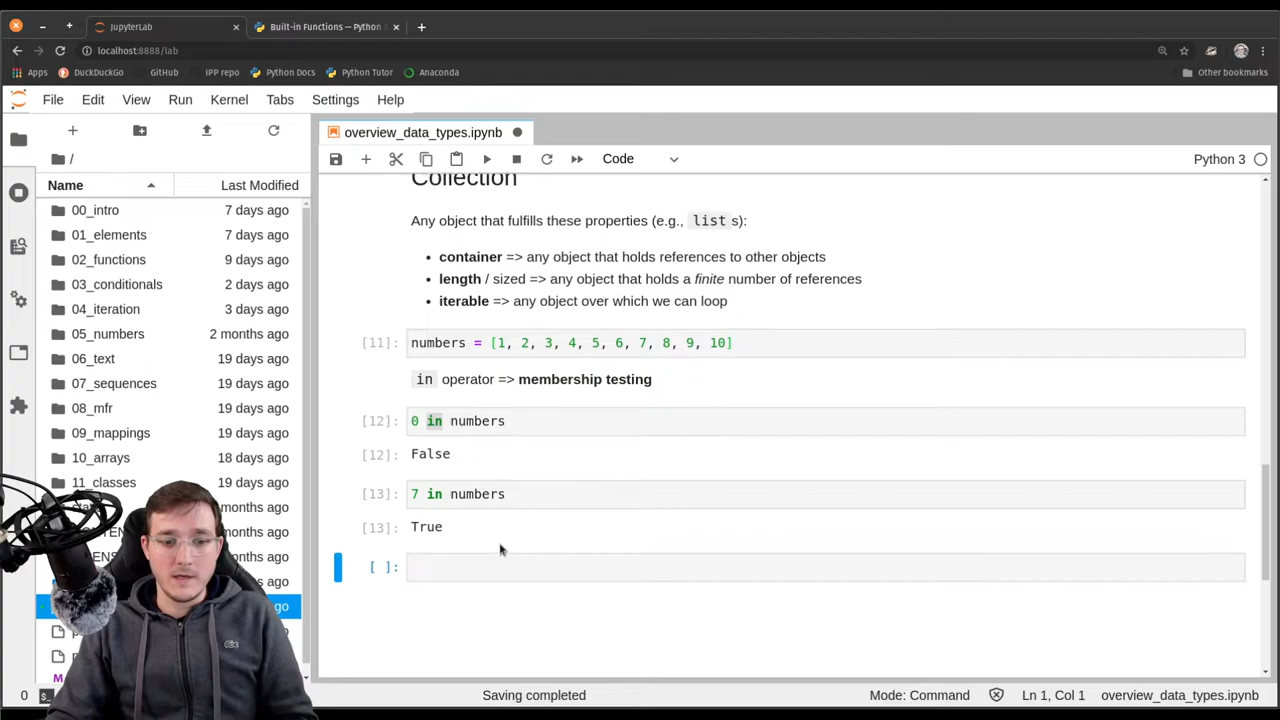 JupyterLab
Built-in Functions — Python
localhost:8888/lab
Apps
DuckDuckGo
GitHub
IPP repo
Python Docs
Python Tutor
Anaconda
Other bookmarks
File
Edit
View
Run
Kernel
Tabs
Settings
Help
overview_data_types.ipynb
Code
Python 3
/
Name
Last Modified
00_intro 7 days ago
01_elements 7 days ago
02_functions 9 days ago
03_conditionals 2 days ago
04_iteration 3 days ago
05_numbers 2 months ago
06_text 19 days ago
07_sequences 19 days ago
08_mfr 19 days ago
09_mappings 19 days ago
10_arrays 18 days ago
11_classes 19 days ago
months ago
months ago
months ago
ago
ago
Collection
Any object that fulfills these properties (e.g., lists):
• container => any object that holds references to other objects
• length / sized => any object that holds a finite number of references
• iterable => any object over which we can loop
[11]: numbers = [1, 2, 3, 4, 5, 6, 7, 8, 9, 10]
in operator => membership testing
[12]: 0 in numbers
[12]: False
[13]: 7 in numbers
[13]: True
[ ]:
0
$_
Saving completed
Mode: Command
Ln 1, Col 1
overview_data_types.ipynb